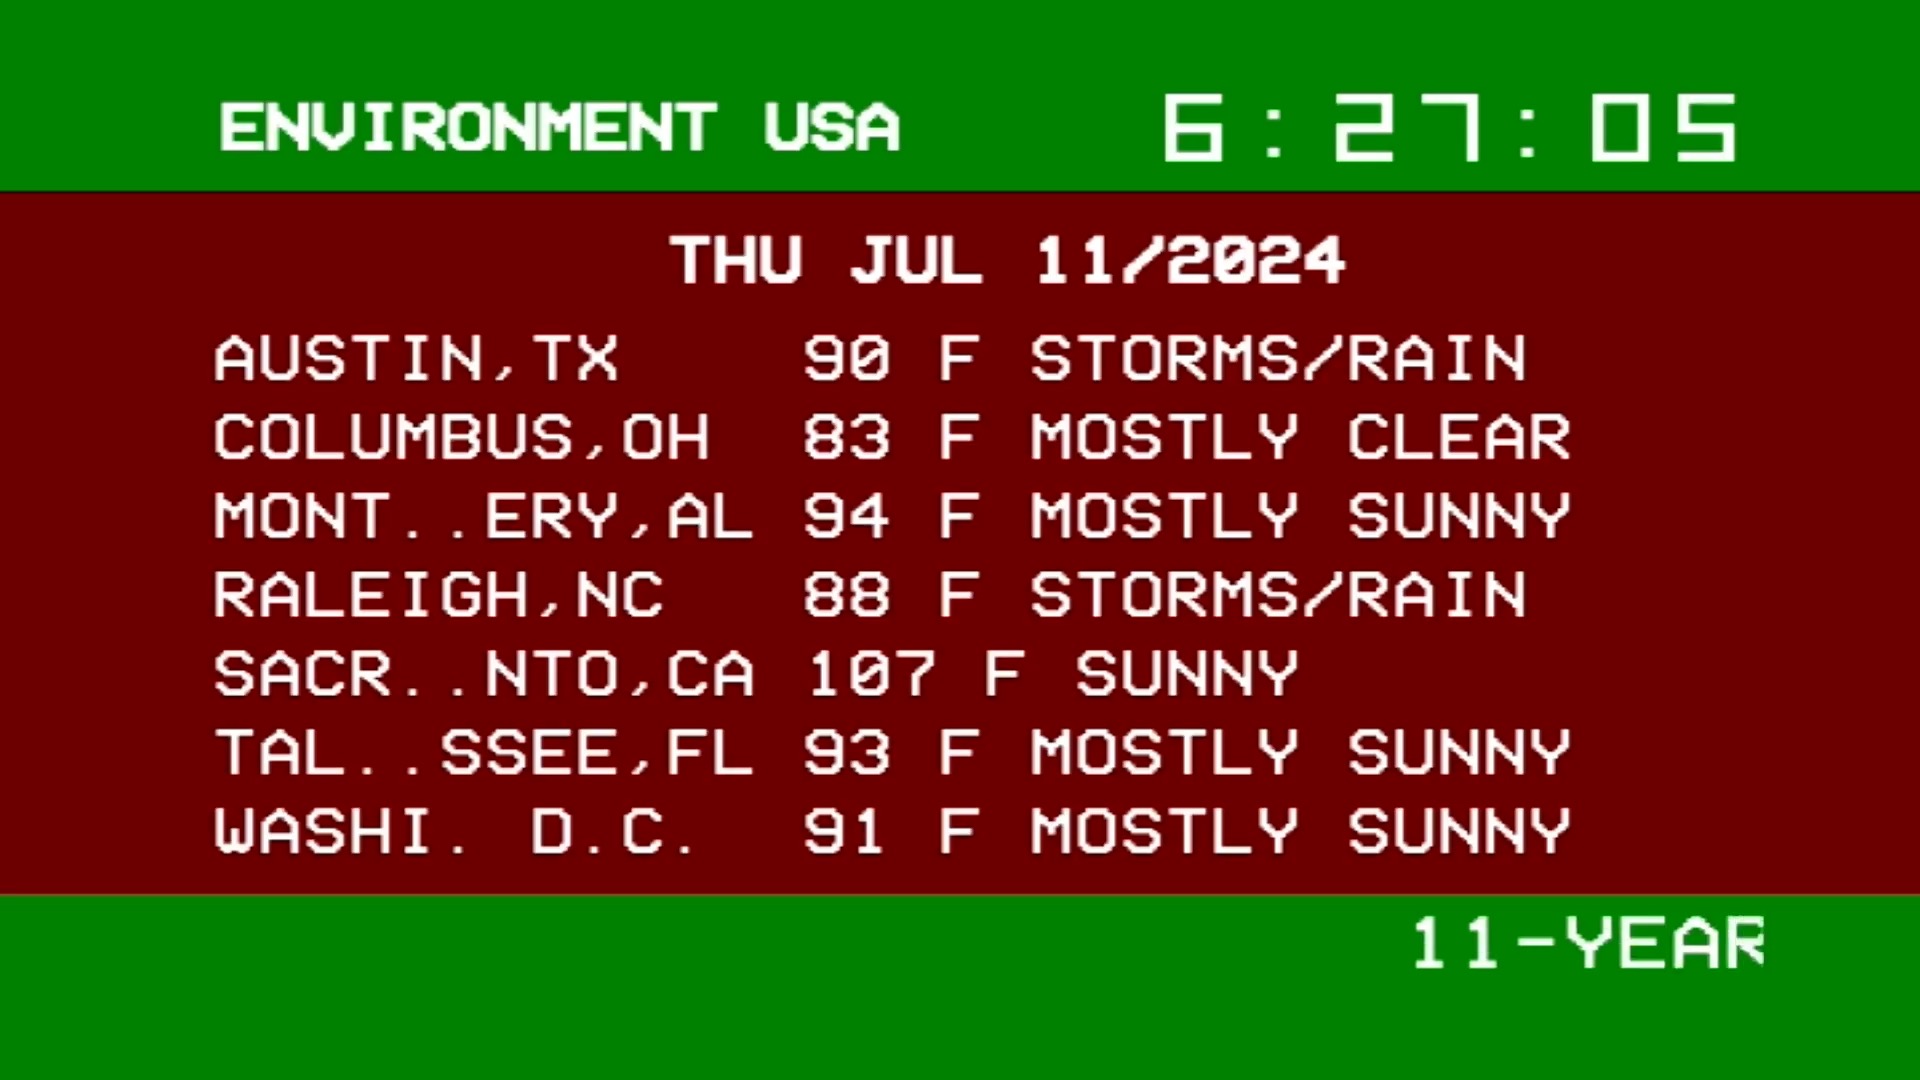 ENVIRONMENT USA 6:27:05
THU JUL 11/2024
AUSTIN,TX 90 F STORMS/RAIN
COLUMBUS,OH 83 F MOSTLY CLEAR
MONT..ERY,AL 94 F MOSTLY SUNNY
RALEIGH,NC 88 F STORMS/RAIN
SACR..NTO,CA 107 F SUNNY
TAL..SSEE,FL 93 F MOSTLY SUNNY
WASHI. D.C. 91 F MOSTLY SUNNY
11-YEAR